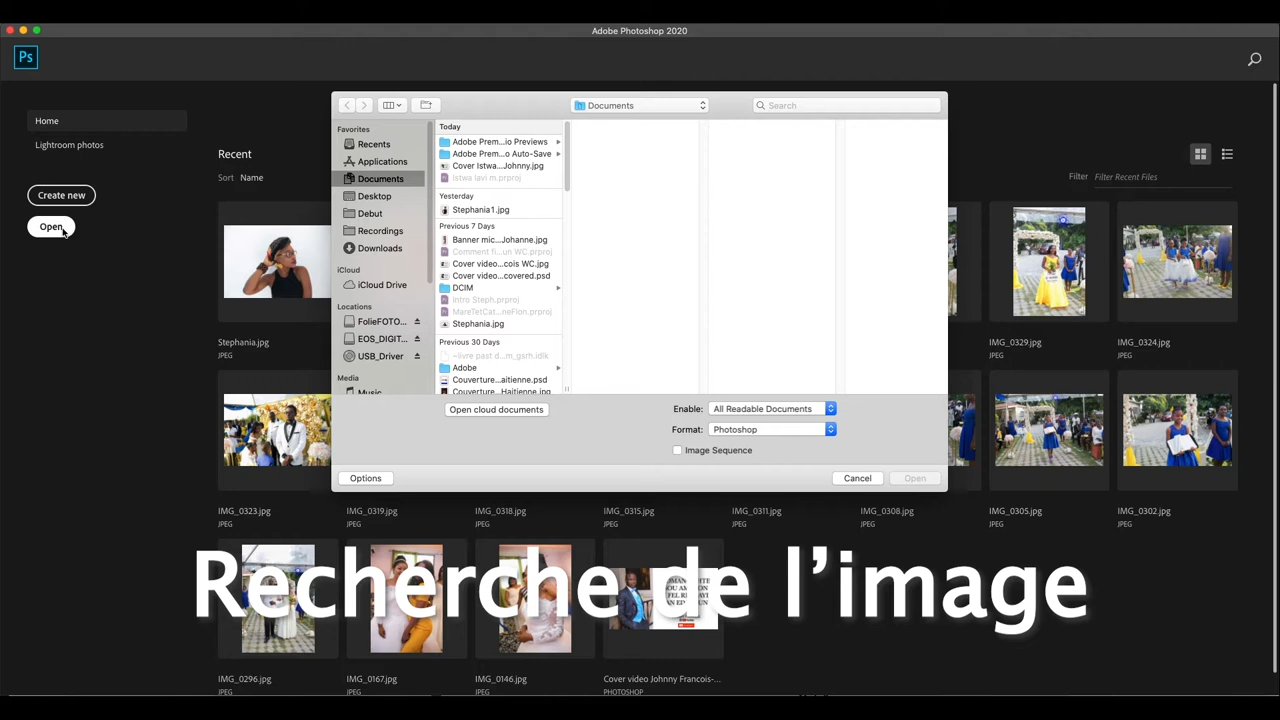 Adobe Photoshop 2020
Ps
Home
Lightroom photos
Create new
Open
Recent
Sort Name
Filter Filter Recent Files
Documents
Search
Favorites
Recents
Applications
Documents
Desktop
Debut
Recordings
Downloads
iCloud
iCloud Drive
Locations
FolieFOTO...
EOS_DIGIT...
USB_Driver
Media
Music
Today
Adobe Prem...io Previews
Adobe Prem...o Auto-Save
Cover Istwa...Johnny.jpg
Istwa lavi m.prproj
Yesterday
Stephania1.jpg
Previous 7 Days
Banner mic...Johanne.jpg
Comment fi...un WC.prproj
Cover video...cois WC.jpg
Cover video...covered.psd
DCIM
Intro Steph.prproj
MareTetCat...neFlon.prproj
Stephania.jpg
Previous 30 Days
~livre past d...m_gsrh.idlk
Adobe
Couverture...aitienne.psd
Couverture...Haitienne.jpg
Open cloud documents
Enable: All Readable Documents
Format: Photoshop
Image Sequence
Options
Cancel
Open
Stephania.jpg
JPEG
IMG_0329.jpg
JPEG
IMG_0324.jpg
JPEG
IMG_0323.jpg
JPEG
IMG_0319.jpg
JPEG
IMG_0318.jpg
JPEG
IMG_0315.jpg
JPEG
IMG_0311.jpg
JPEG
IMG_0308.jpg
JPEG
IMG_0305.jpg
JPEG
IMG_0302.jpg
JPEG
Recherche de l’image
IMG_0296.jpg
JPEG
IMG_0167.jpg
JPEG
IMG_0146.jpg
JPEG
Cover video Johnny Francois-...
PHOTOSHOP